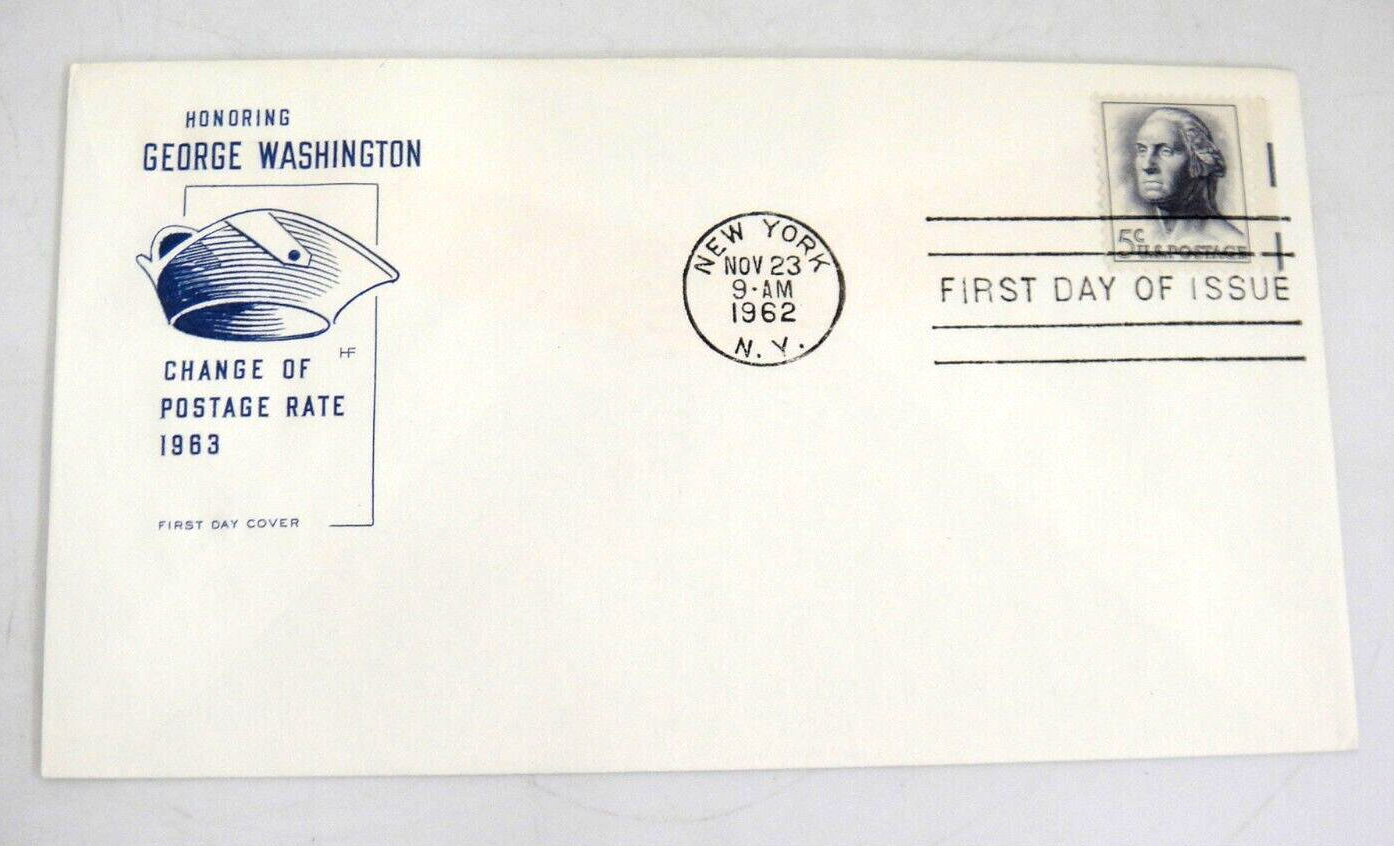 HONORING
GEORGE WASHINGTON
HF
CHANGE OF
POSTAGE RATE
1963
FIRST DAY COVER
NEW YORK
NOV 23
9-AM
1962
N. Y.
5c
U.S. POSTAGE
FIRST DAY OF ISSUE